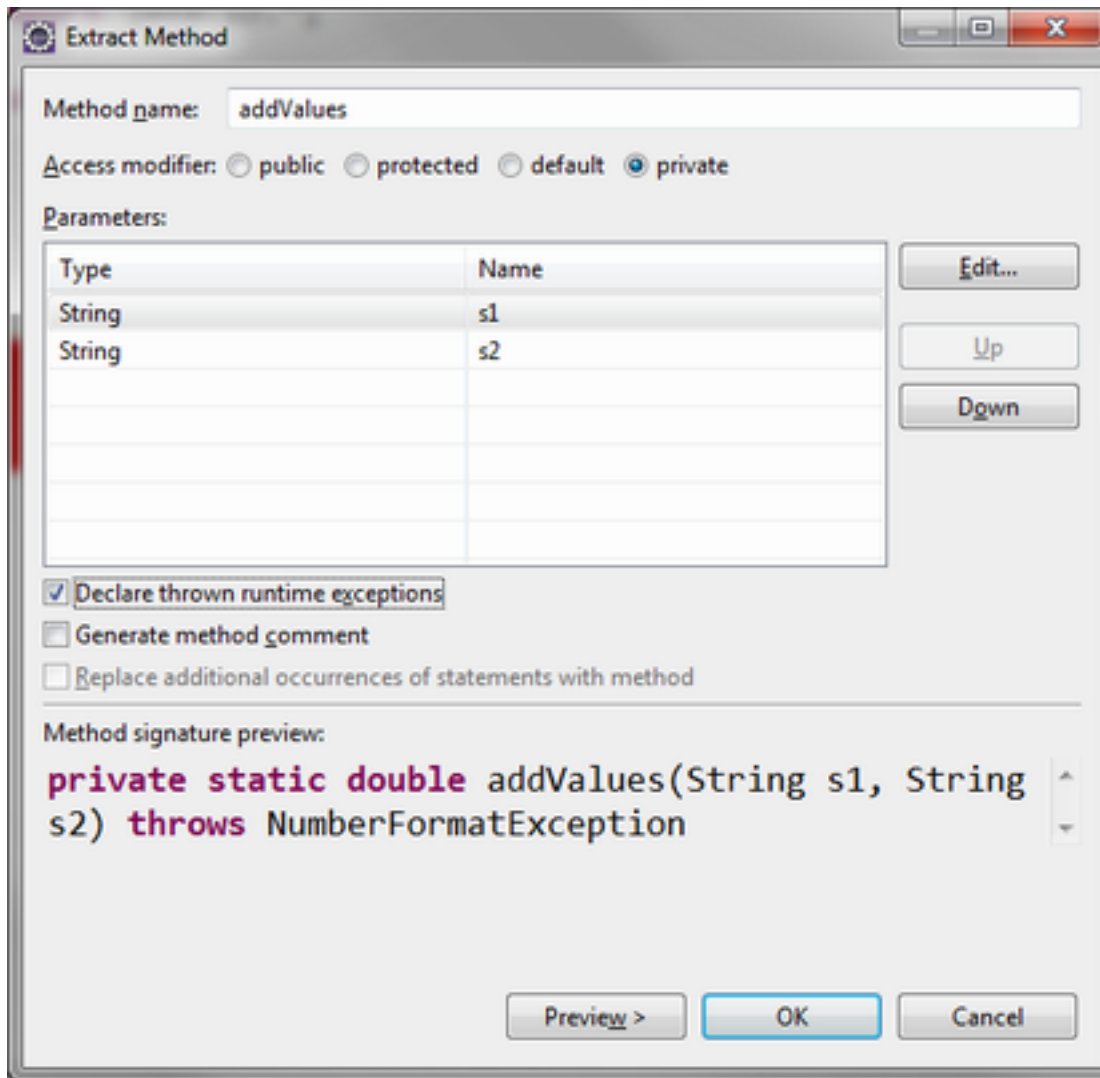 Extract Method
Method name: addValues
Access modifier: public protected default private
Parameters:
Type Name
String s1
String s2
Edit...
Up
Down
Declare thrown runtime exceptions
Generate method comment
Replace additional occurrences of statements with method
Method signature preview:
private static double addValues(String s1, String
s2) throws NumberFormatException
Preview > OK Cancel